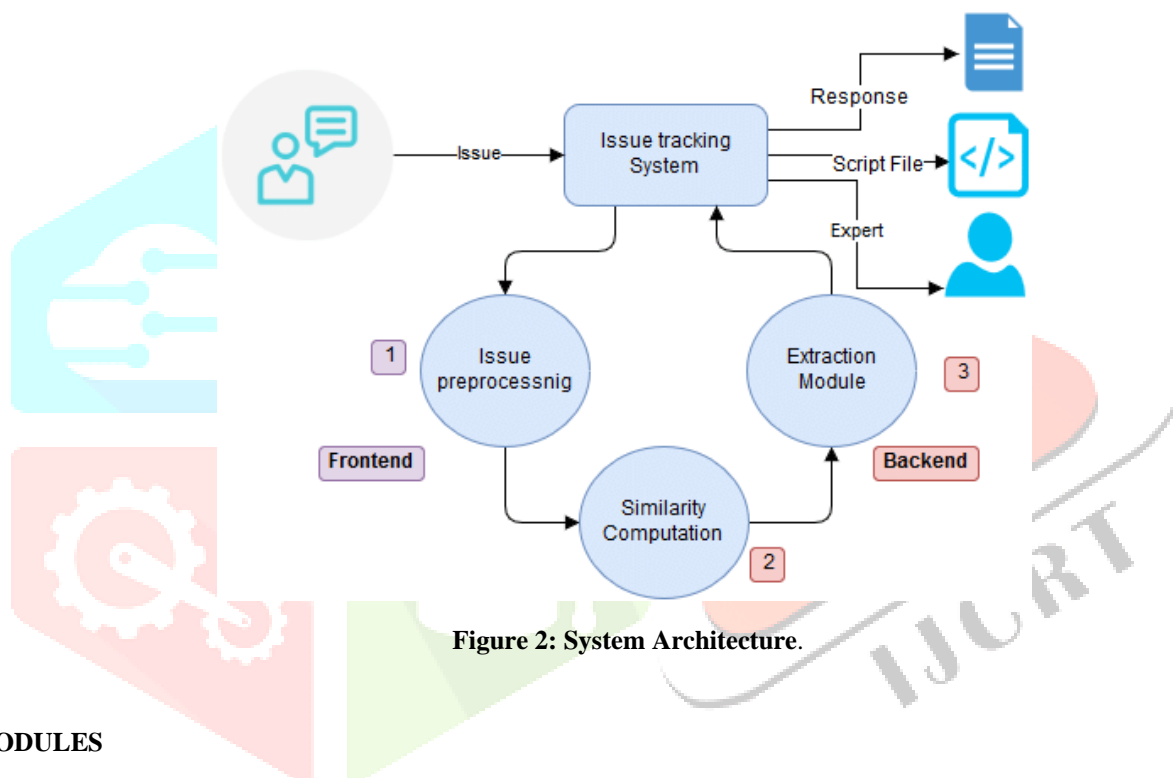 Response
Issue
Issue tracking
System
</>
Script File
Expert
1
Issue
preprocessnig
Extraction
Module
3
Frontend
Backend
Similarity
Computation
2
IJCRT
Figure 2: System Architecture.
ODULES